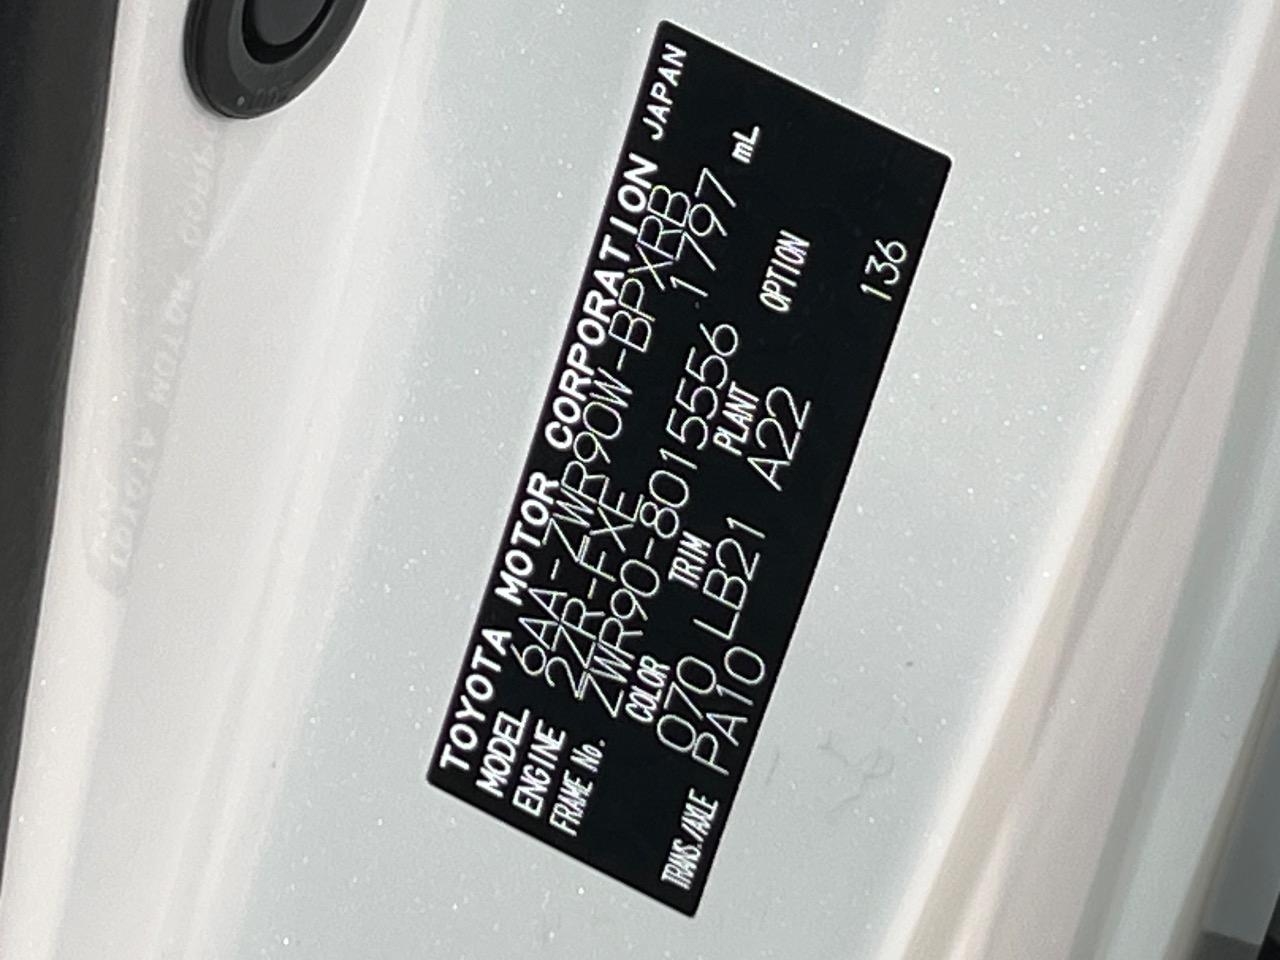 TOYOTA MOTOR CORPORATION JAPAN
MODEL 6AA-ZWR90W-BPXRB
ENGINE 2ZR-FXE 1797 mL
FRAME No. ZWR90-8015556
COLOR TRIM PLANT OPTION
070 LB21 A22
TRANS./AXLE PA10
136